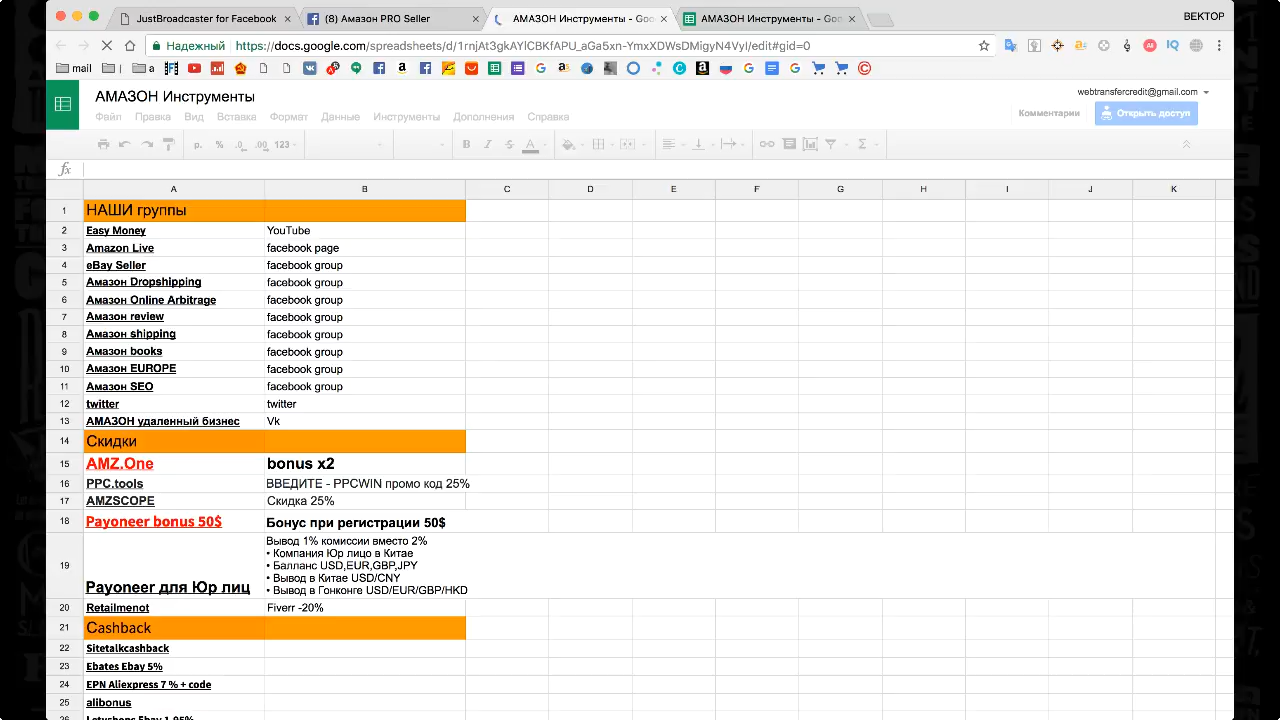 JustBroadcaster for Facebook
(8) Амазон PRO Seller
АМАЗОН Инструменты - Goo
АМАЗОН Инструменты - Goo
ВЕКТОР
Надежный
mail
a
АМАЗОН Инструменты
webtransfercredit@gmail.com
Файл Правка Вид Вставка Формат Данные Инструменты Дополнения Справка
Комментарии
Открыть доступ
р. % .0 .00 123
fx
A B C D E F G H I J K
1 НАШИ группы
2 Easy Money YouTube
3 Amazon Live facebook page
4 eBay Seller facebook group
5 Амазон Dropshipping facebook group
6 Амазон Online Arbitrage facebook group
7 Амазон review facebook group
8 Амазон shipping facebook group
9 Амазон books facebook group
10 Амазон EUROPE facebook group
11 Амазон SEO facebook group
12 twitter twitter
13 АМАЗОН удаленный бизнес Vk
14 Скидки
15 AMZ.One bonus x2
16 PPC.tools ВВЕДИТЕ - PPCWIN промо код 25%
17 AMZSCOPE Скидка 25%
18 Payoneer bonus 50$ Бонус при регистрации 50$
Вывод 1% комиссии вместо 2%
• Компания Юр лицо в Китае
• Балланс USD,EUR,GBP,JPY
• Вывод в Китае USD/CNY
• Вывод в Гонконге USD/EUR/GBP/HKD
19 Payoneer для Юр лиц
20 Retailmenot Fiverr -20%
21 Cashback
22 Sitetalkcashback
23 Ebates Ebay 5%
24 EPN Aliexpress 7 % + code
25 alibonus